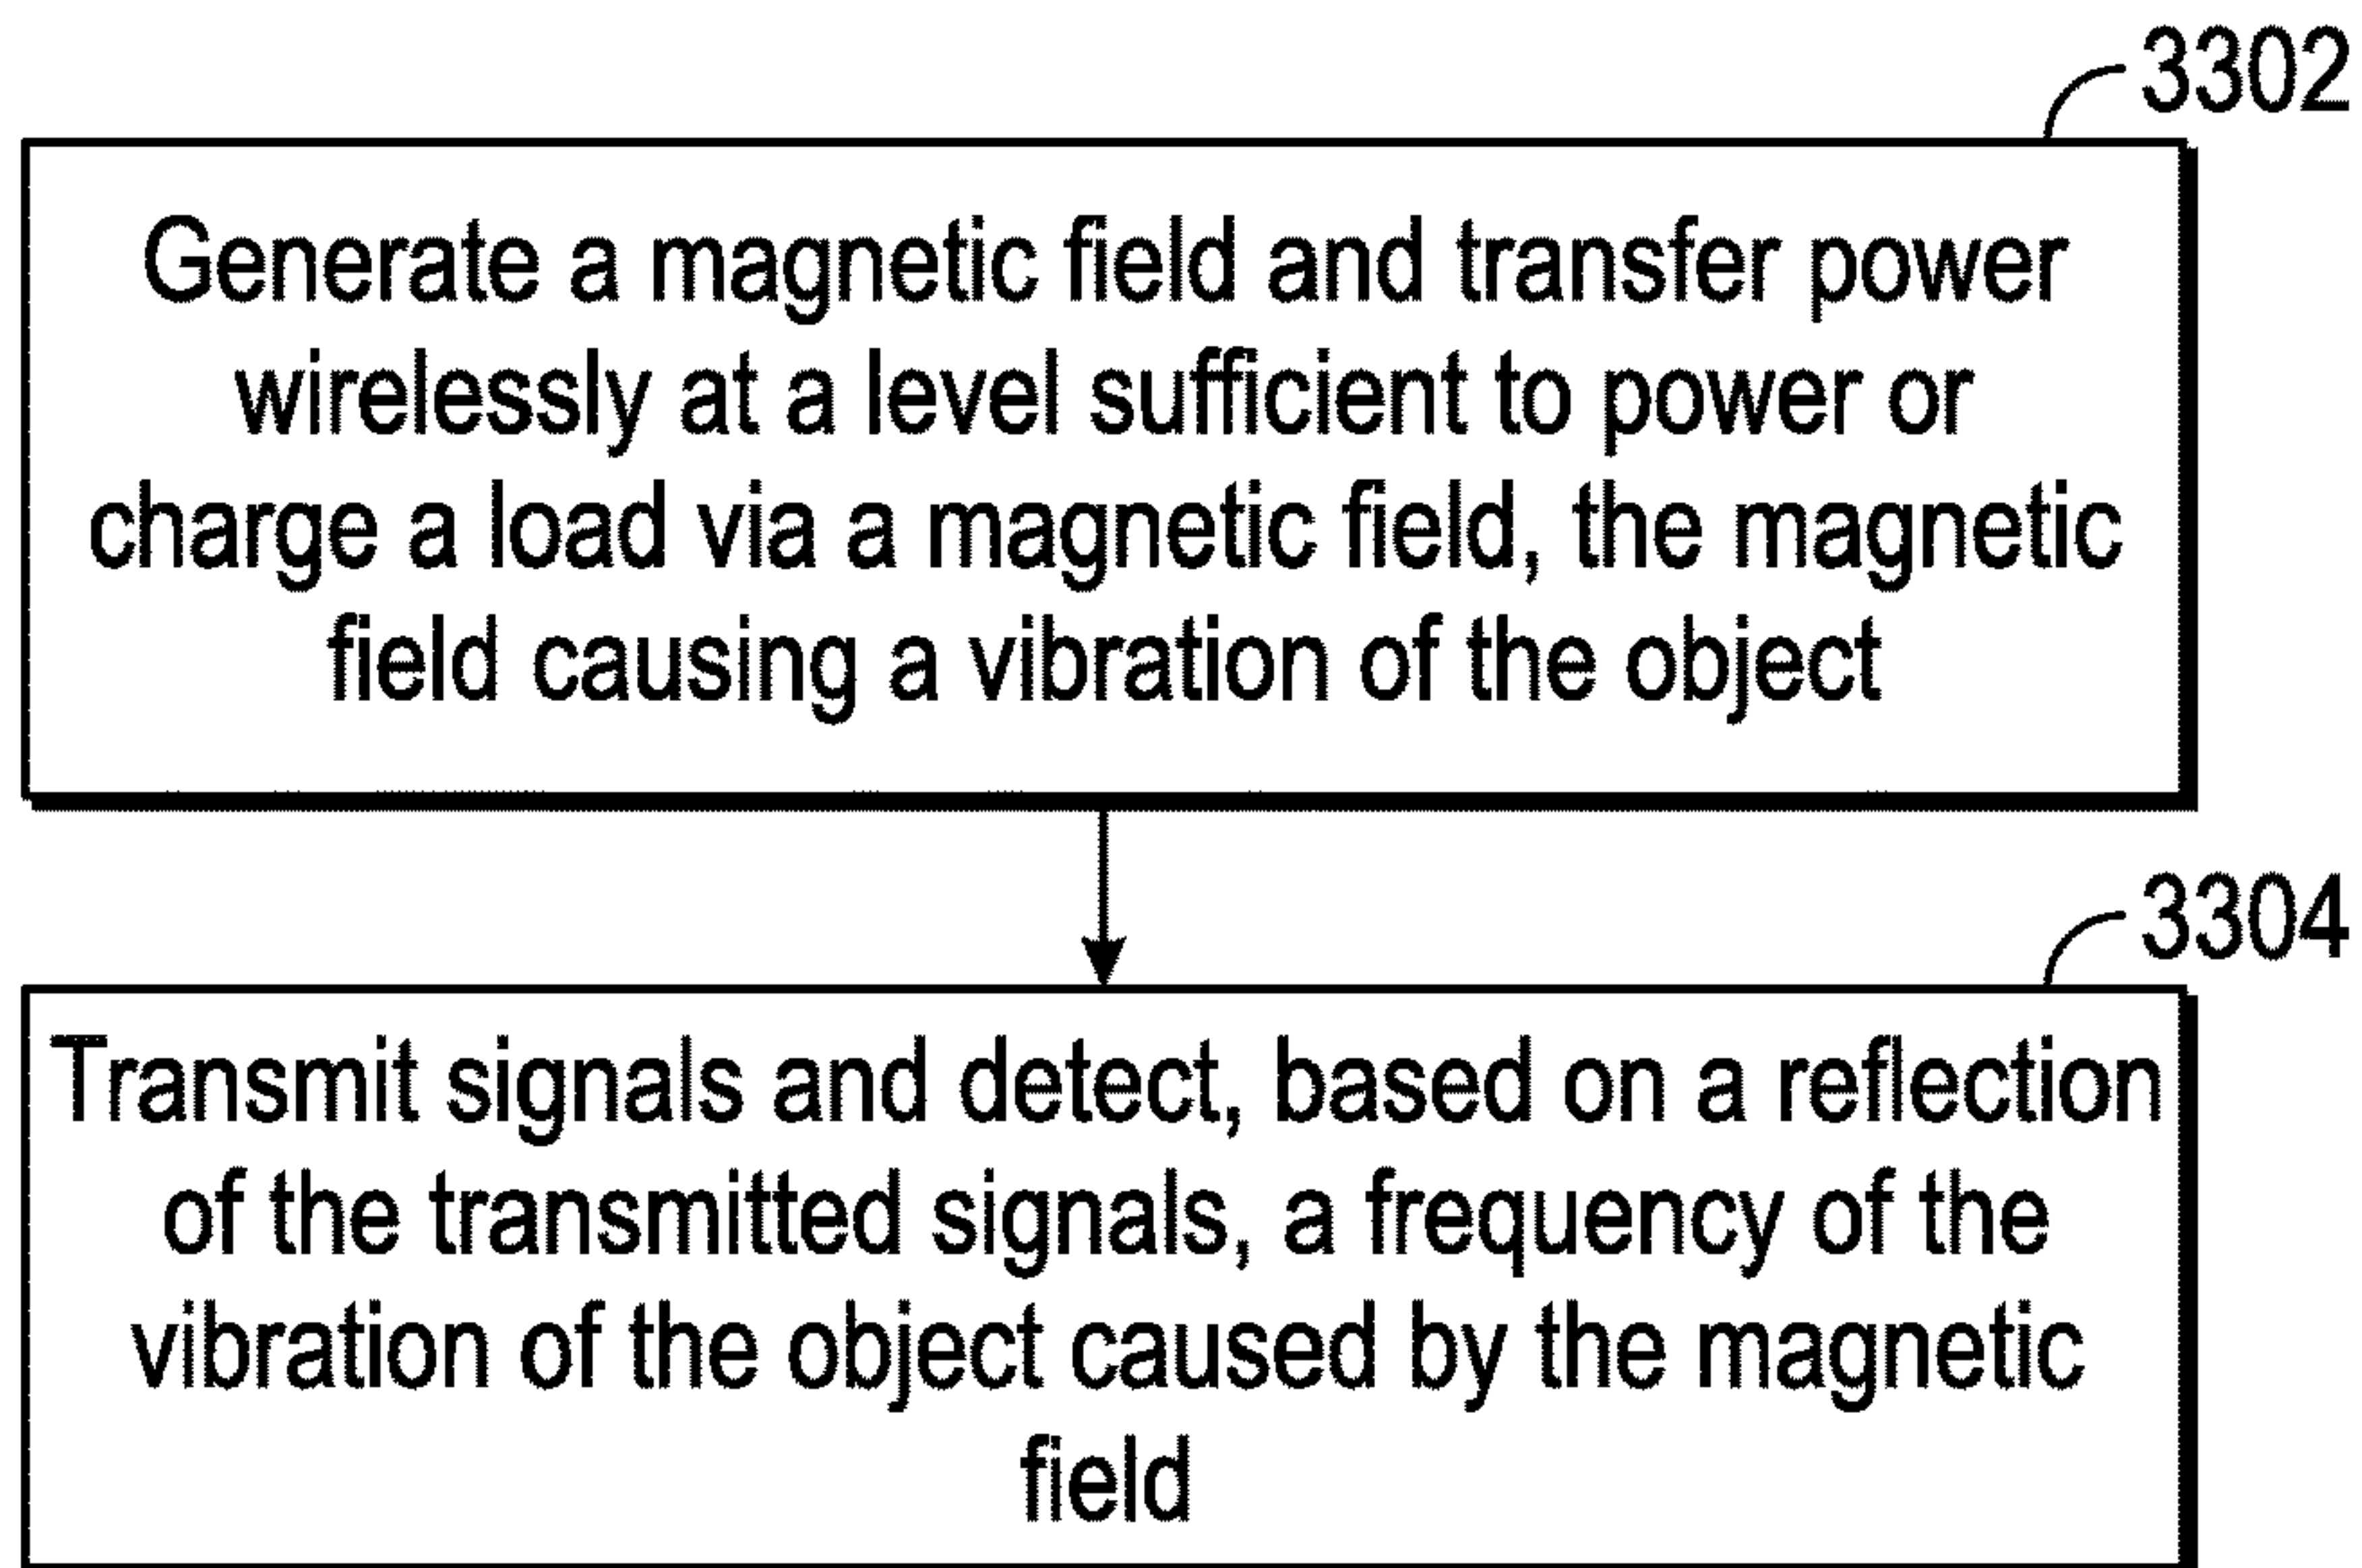 3302
Generate a magnetic field and transfer power
wirelessly at a level sufficient to power or
charge a load via a magnetic field, the magnetic
field causing a vibration of the object
3304
Transmit signals and detect, based on a reflection
of the transmitted signals, a frequency of the
vibration of the object caused by the magnetic
field